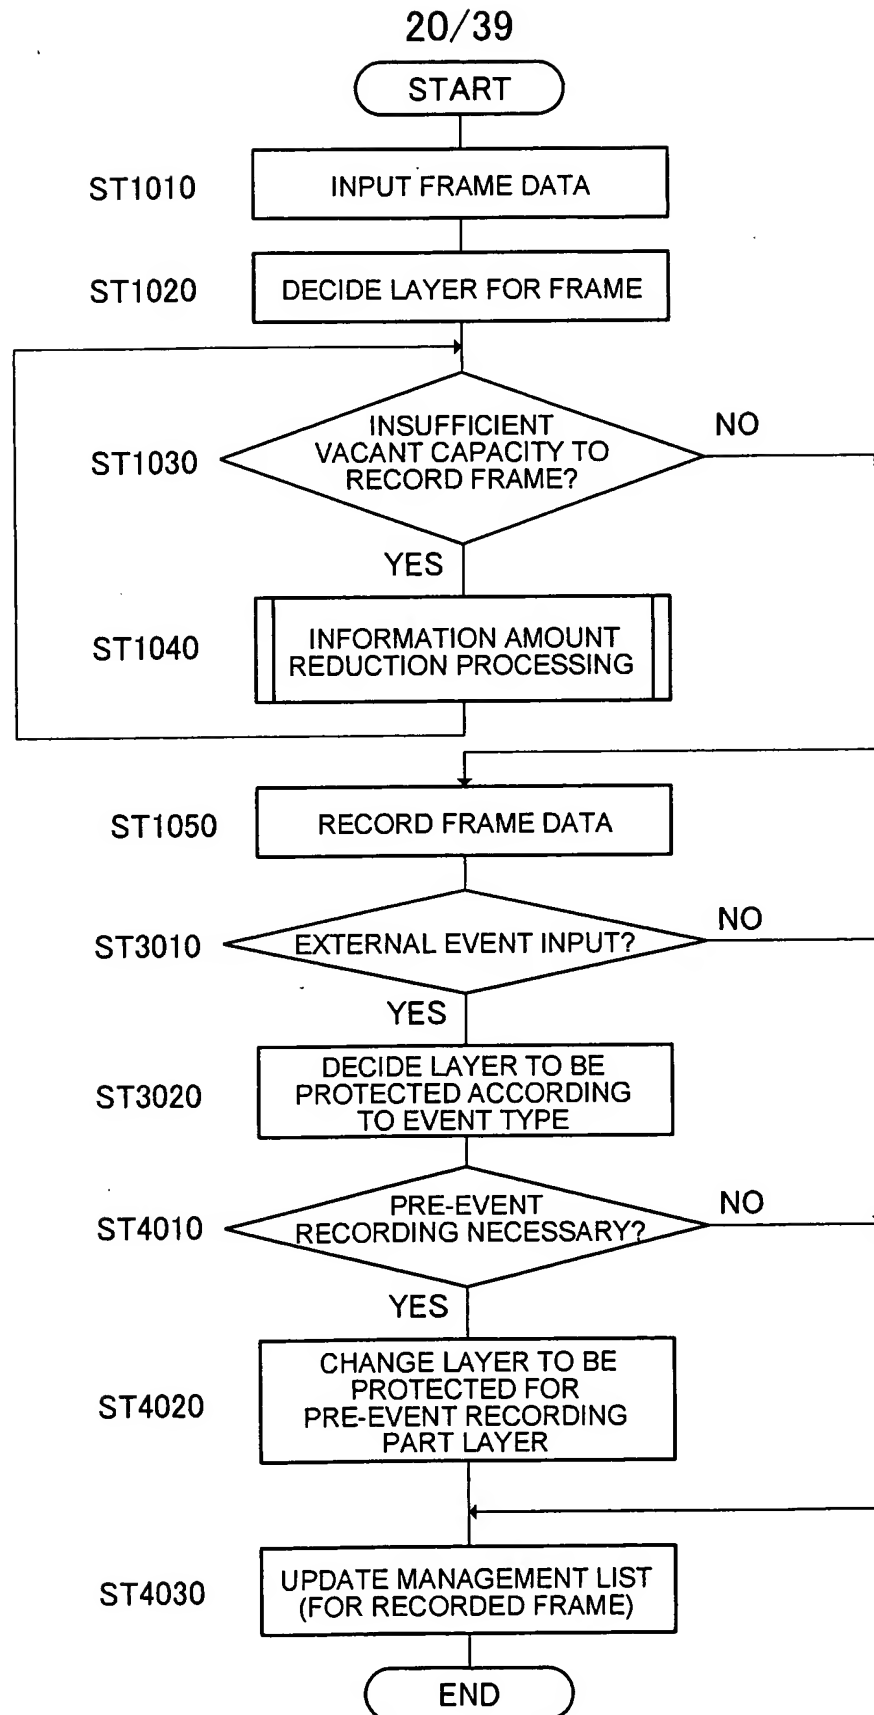 20/39
START
ST1010
INPUT FRAME DATA
ST1020
DECIDE LAYER FOR FRAME
ST1030
INSUFFICIENT
VACANT CAPACITY TO
RECORD FRAME?
NO
YES
ST1040
INFORMATION AMOUNT
REDUCTION PROCESSING
ST1050
RECORD FRAME DATA
ST3010
EXTERNAL EVENT INPUT?
NO
YES
ST3020
DECIDE LAYER TO BE
PROTECTED ACCORDING
TO EVENT TYPE
ST4010
PRE-EVENT
RECORDING NECESSARY?
NO
YES
ST4020
CHANGE LAYER TO BE
PROTECTED FOR
PRE-EVENT RECORDING
PART LAYER
ST4030
UPDATE MANAGEMENT LIST
(FOR RECORDED FRAME)
END